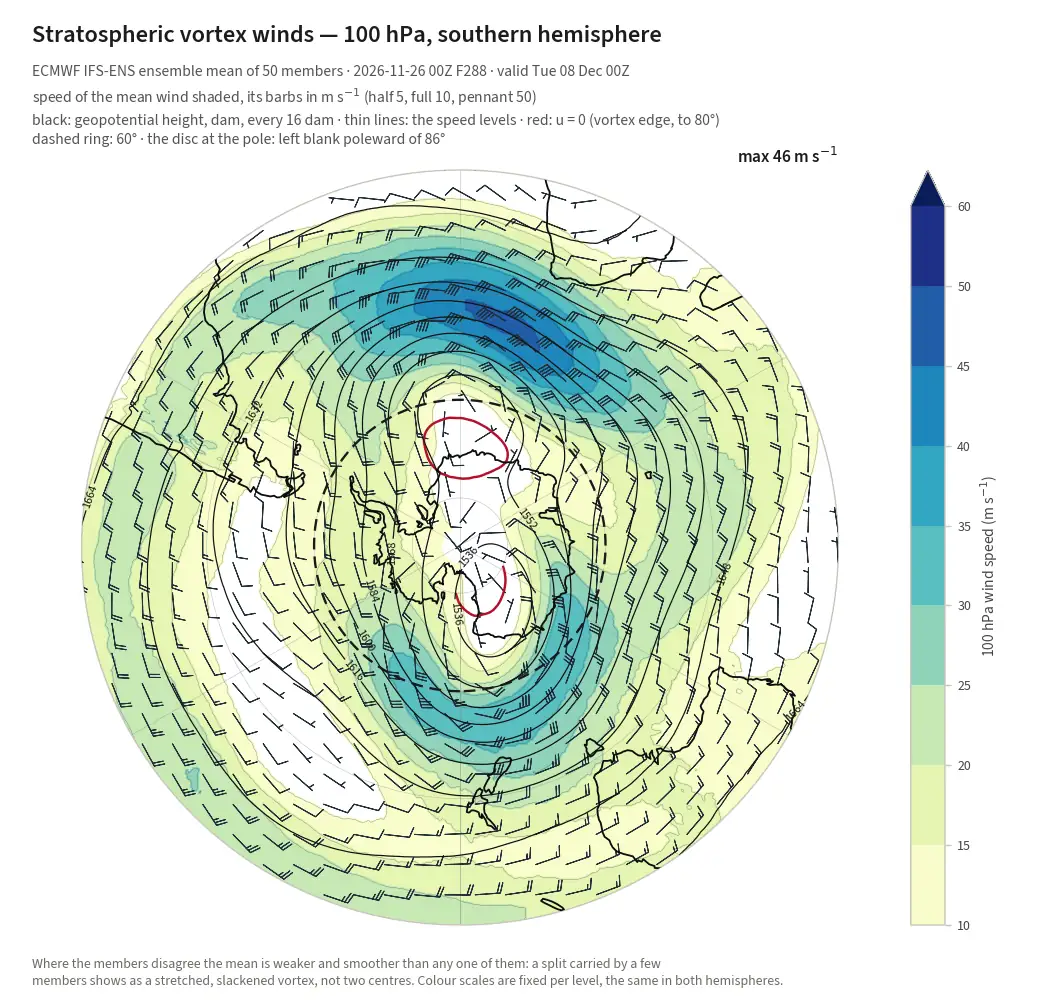 Stratospheric vortex winds — 100 hPa, southern hemisphere
ECMWF IFS-ENS ensemble mean of 50 members · 2026-11-26 00Z F288 · valid Tue 08 Dec 00Z
speed of the mean wind shaded, its barbs in m s⁻¹ (half 5, full 10, pennant 50)
black: geopotential height, dam, every 16 dam · thin lines: the speed levels · red: u = 0 (vortex edge, to 80°)
dashed ring: 60° · the disc at the pole: left blank poleward of 86°
max 46 m s⁻¹
60
50
45
40
35
30
25
20
15
10
100 hPa wind speed (m s⁻¹)
1632
1664
1552
1536
1584
1536
1648
1600
1616
1664
Where the members disagree the mean is weaker and smoother than any one of them: a split carried by a few
members shows as a stretched, slackened vortex, not two centres. Colour scales are fixed per level, the same in both hemispheres.